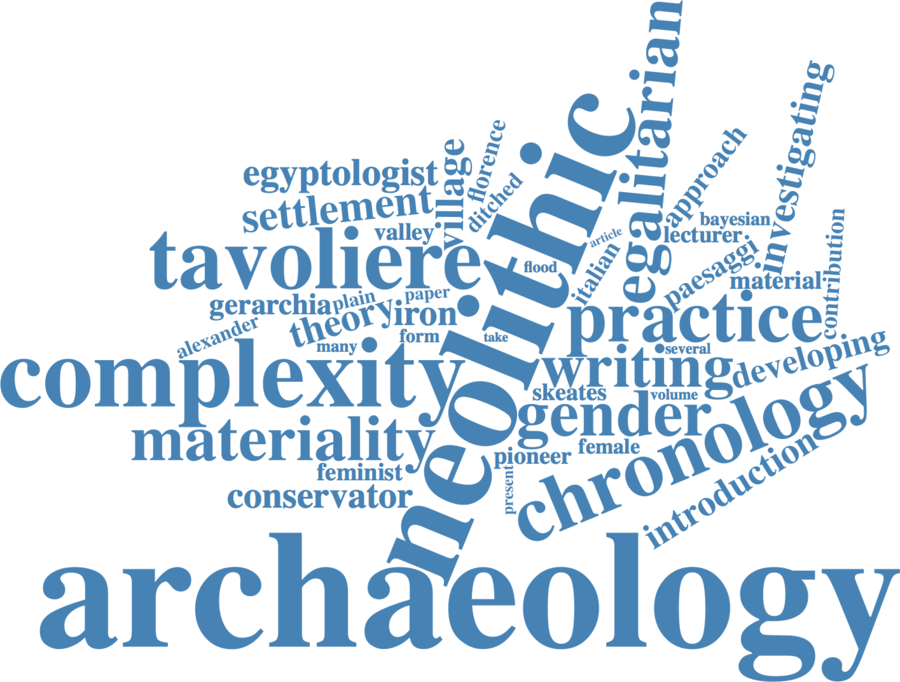 egalitarian
investigating
neolithic
florence
approach
village
egyptologist
ditched
settlement
bayesian
contribution
valley
lecturer
article
tavoliere
italian
paesaggi
flood
material
gerarchia
plain
paper
theory
iron
practice
alexander
form
take
many
several
developing
complexity
writing
skeates
volume
chronology
gender
materiality
female
pioneer
introduction
feminist
present
conservator
archaeology